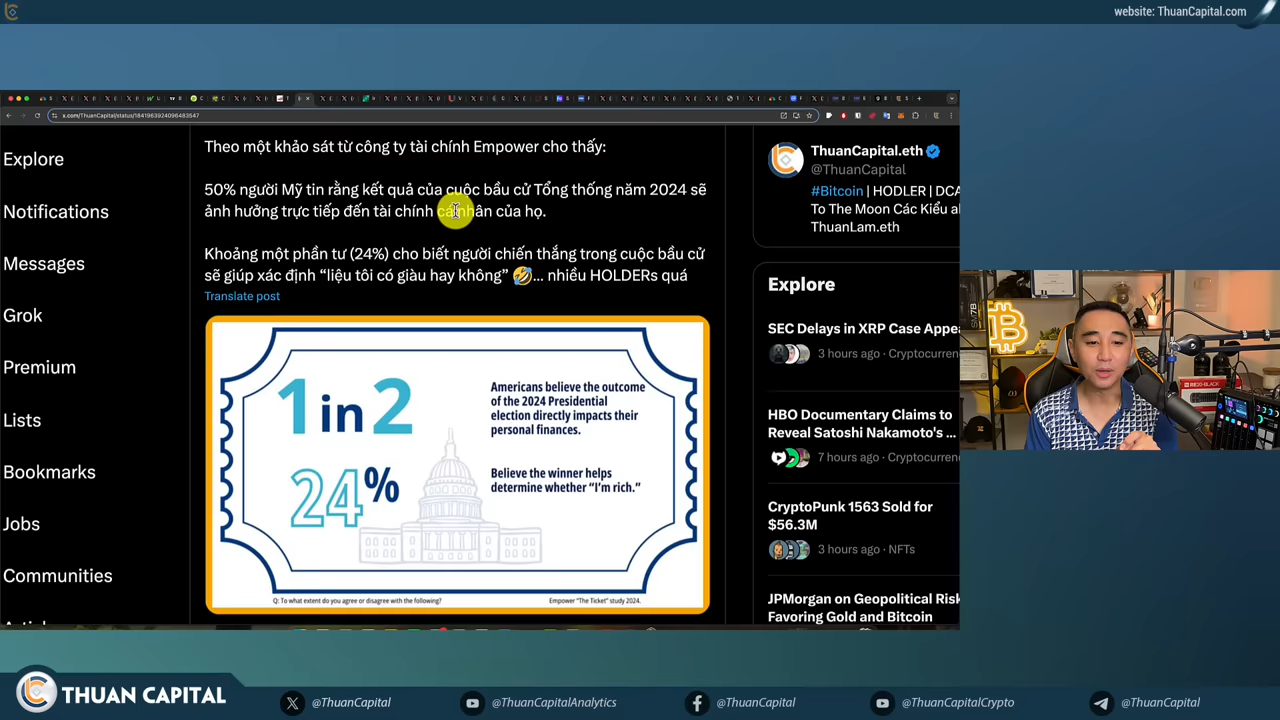 website: ThuanCapital.com
x.com/ThuanCapital/status/1841963924096483547
Explore
Notifications
Messages
Grok
Premium
Lists
Bookmarks
Jobs
Communities
Theo một khảo sát từ công ty tài chính Empower cho thấy:
50% người Mỹ tin rằng kết quả của cuộc bầu cử Tổng thống năm 2024 sẽ
ảnh hưởng trực tiếp đến tài chính cá nhân của họ.
Khoảng một phần tư (24%) cho biết người chiến thắng trong cuộc bầu cử
sẽ giúp xác định “liệu tôi có giàu hay không” 🤣... nhiều HOLDERs quá
Translate post
1 in 2
Americans believe the outcome
of the 2024 Presidential
election directly impacts their
personal finances.
24%
Believe the winner helps
determine whether “I’m rich.”
Q: To what extent do you agree or disagree with the following?
Empower “The Ticket” study 2024.
ThuanCapital.eth
@ThuanCapital
#Bitcoin | HODLER | DCA
To The Moon Các Kiểu
ThuanLam.eth
Explore
SEC Delays in XRP Case Appea
3 hours ago · Cryptocurren
HBO Documentary Claims to
Reveal Satoshi Nakamoto's ...
7 hours ago · Cryptocurren
CryptoPunk 1563 Sold for
$56.3M
3 hours ago · NFTs
JPMorgan on Geopolitical Risk
Favoring Gold and Bitcoin
SM7B
THUAN CAPITAL
@ThuanCapital
@ThuanCapitalAnalytics
@ThuanCapital
@ThuanCapitalCrypto
@ThuanCapital